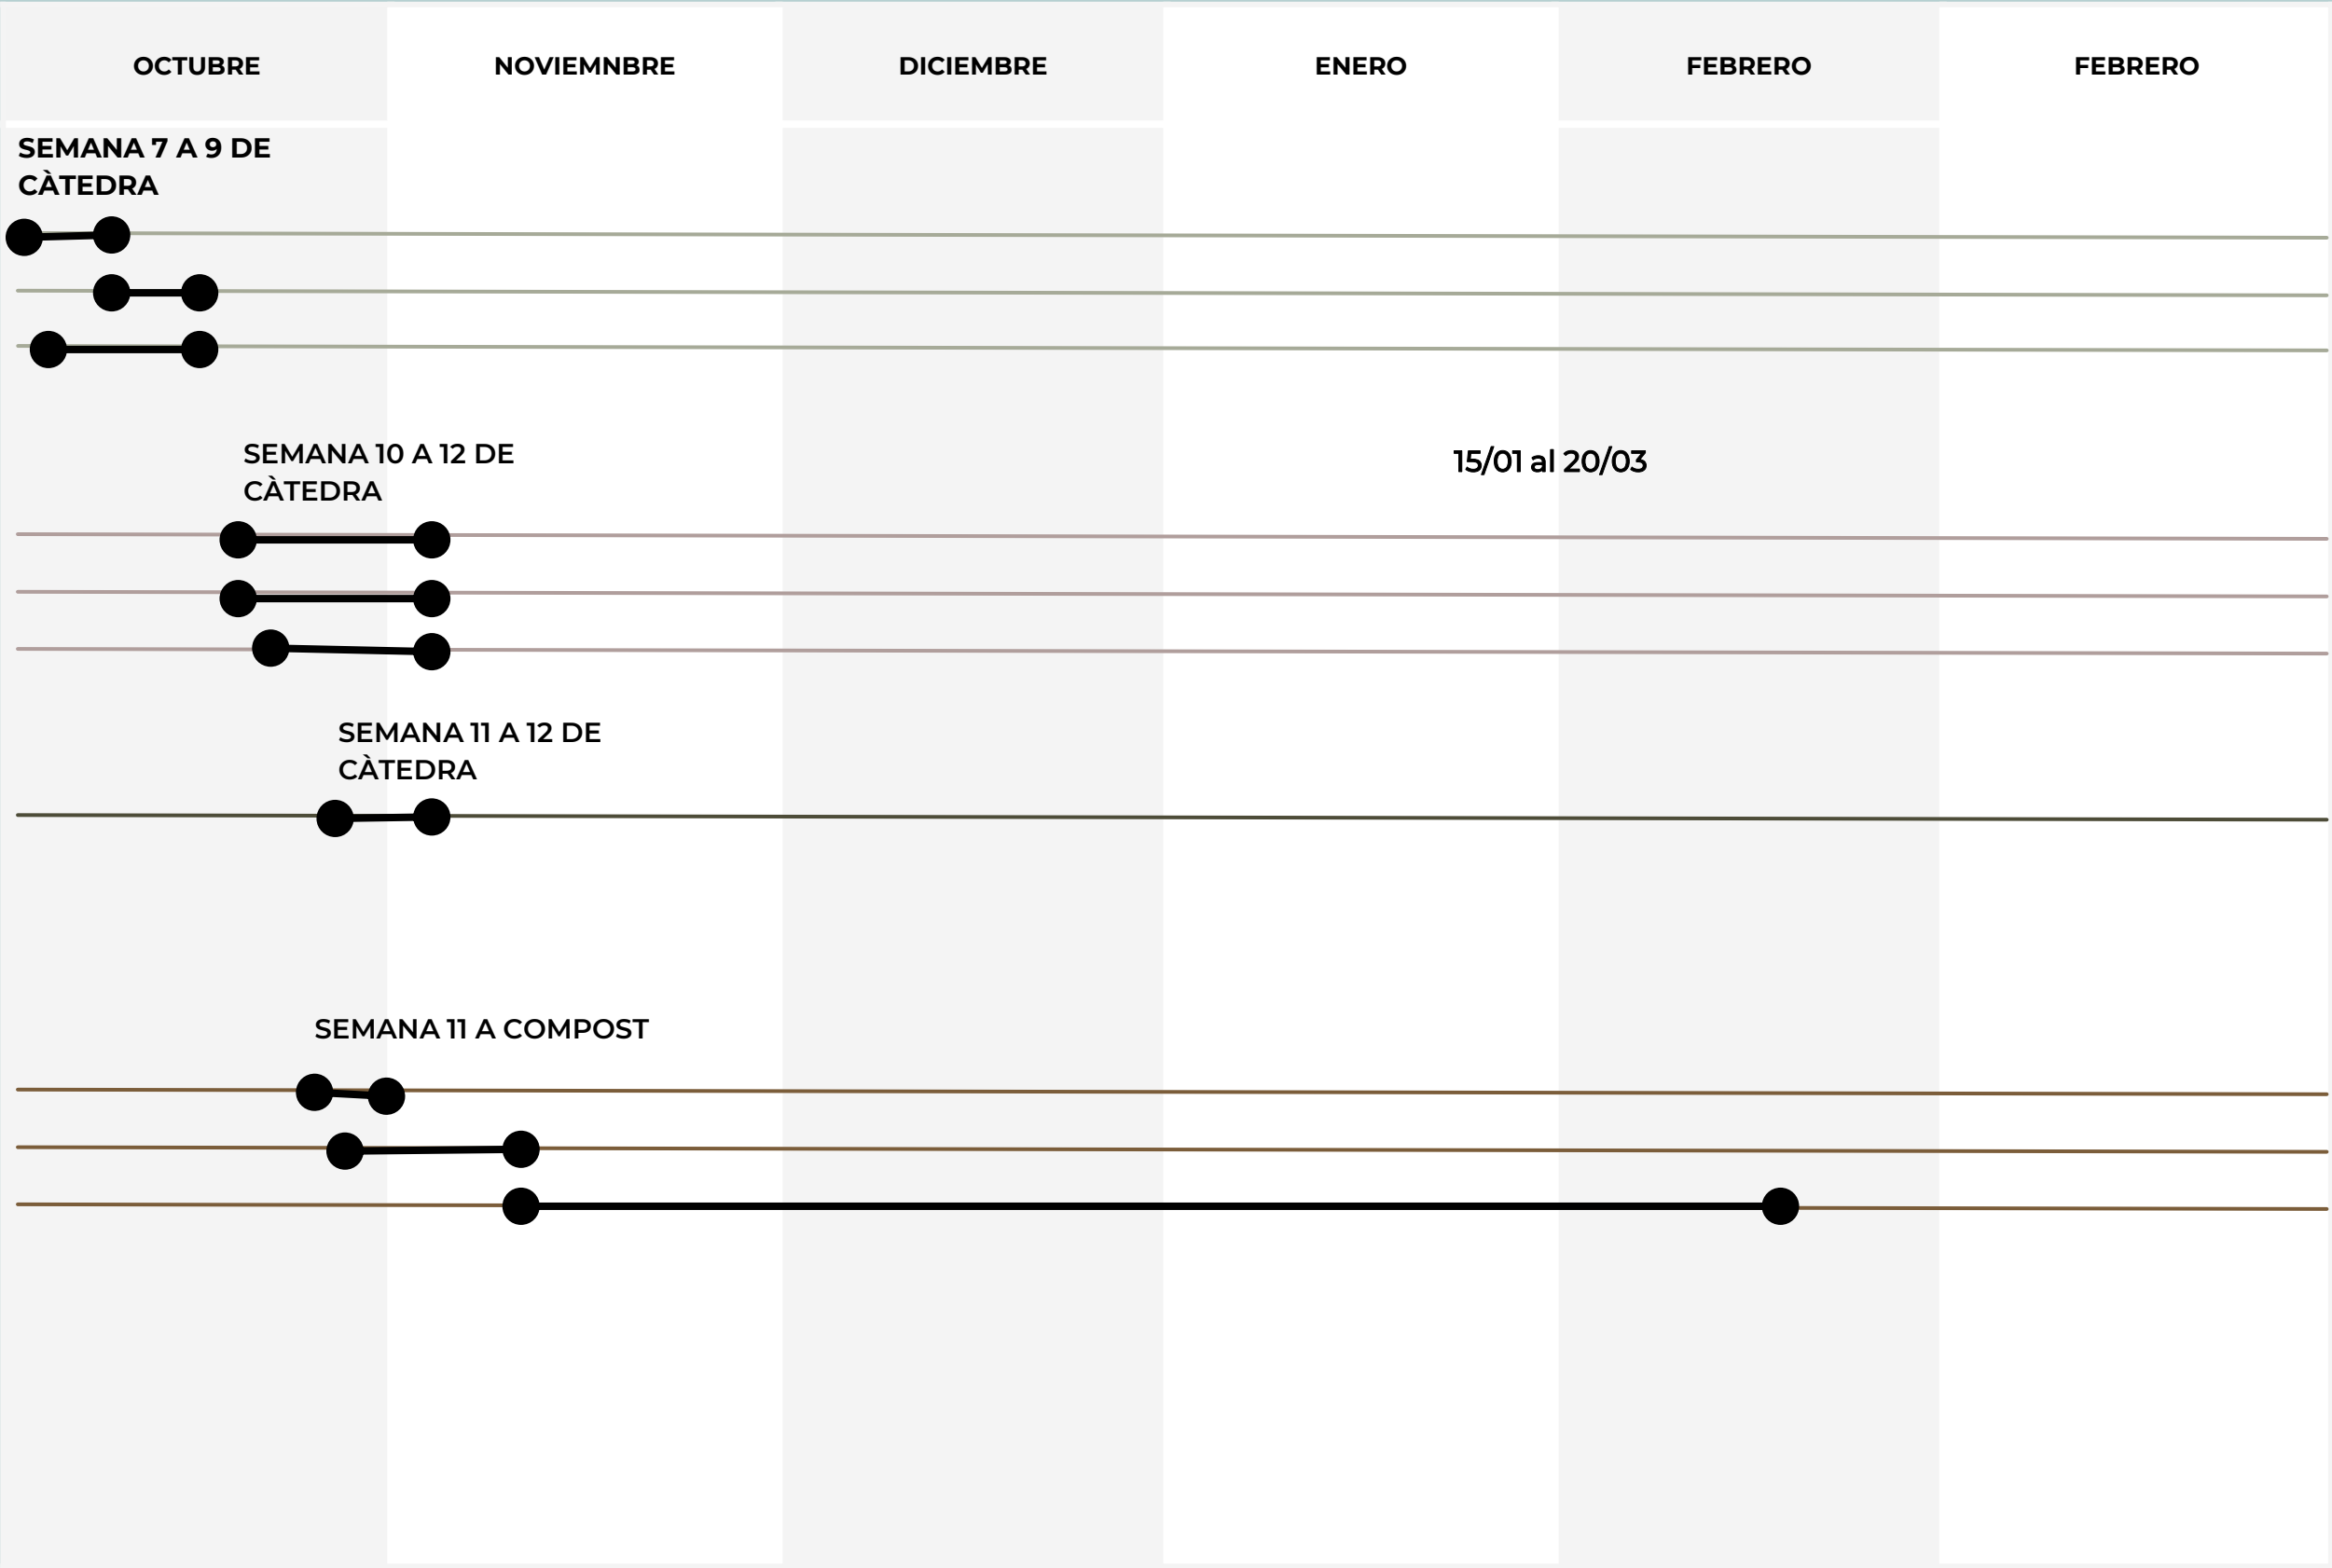 OCTUBRE
NOVIEMNBRE
DICIEMBRE
ENERO
FEBRERO
FEBRERO
SEMANA 7 A 9 DE
CÀTEDRA
SEMANA 10 A 12 DE
CÀTEDRA
15/01 al 20/03
SEMANA 11 A 12 DE
CÀTEDRA
SEMANA 11 A COMPOST